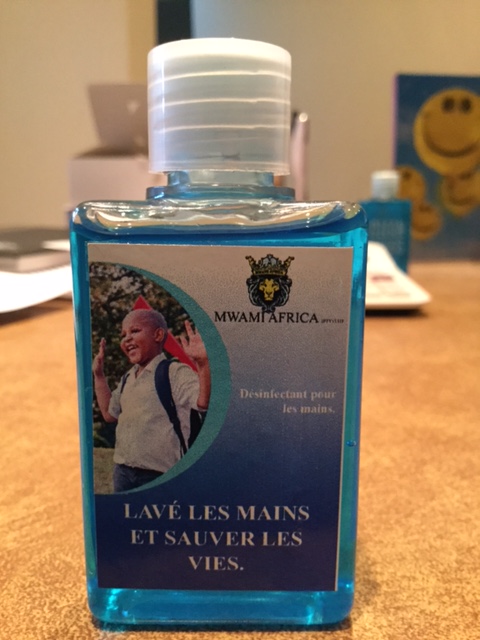 MWAMI AFRICA
Désinfectant pour
les mains.
LAVÉ LES MAINS
ET SAUVER LES
VIES.